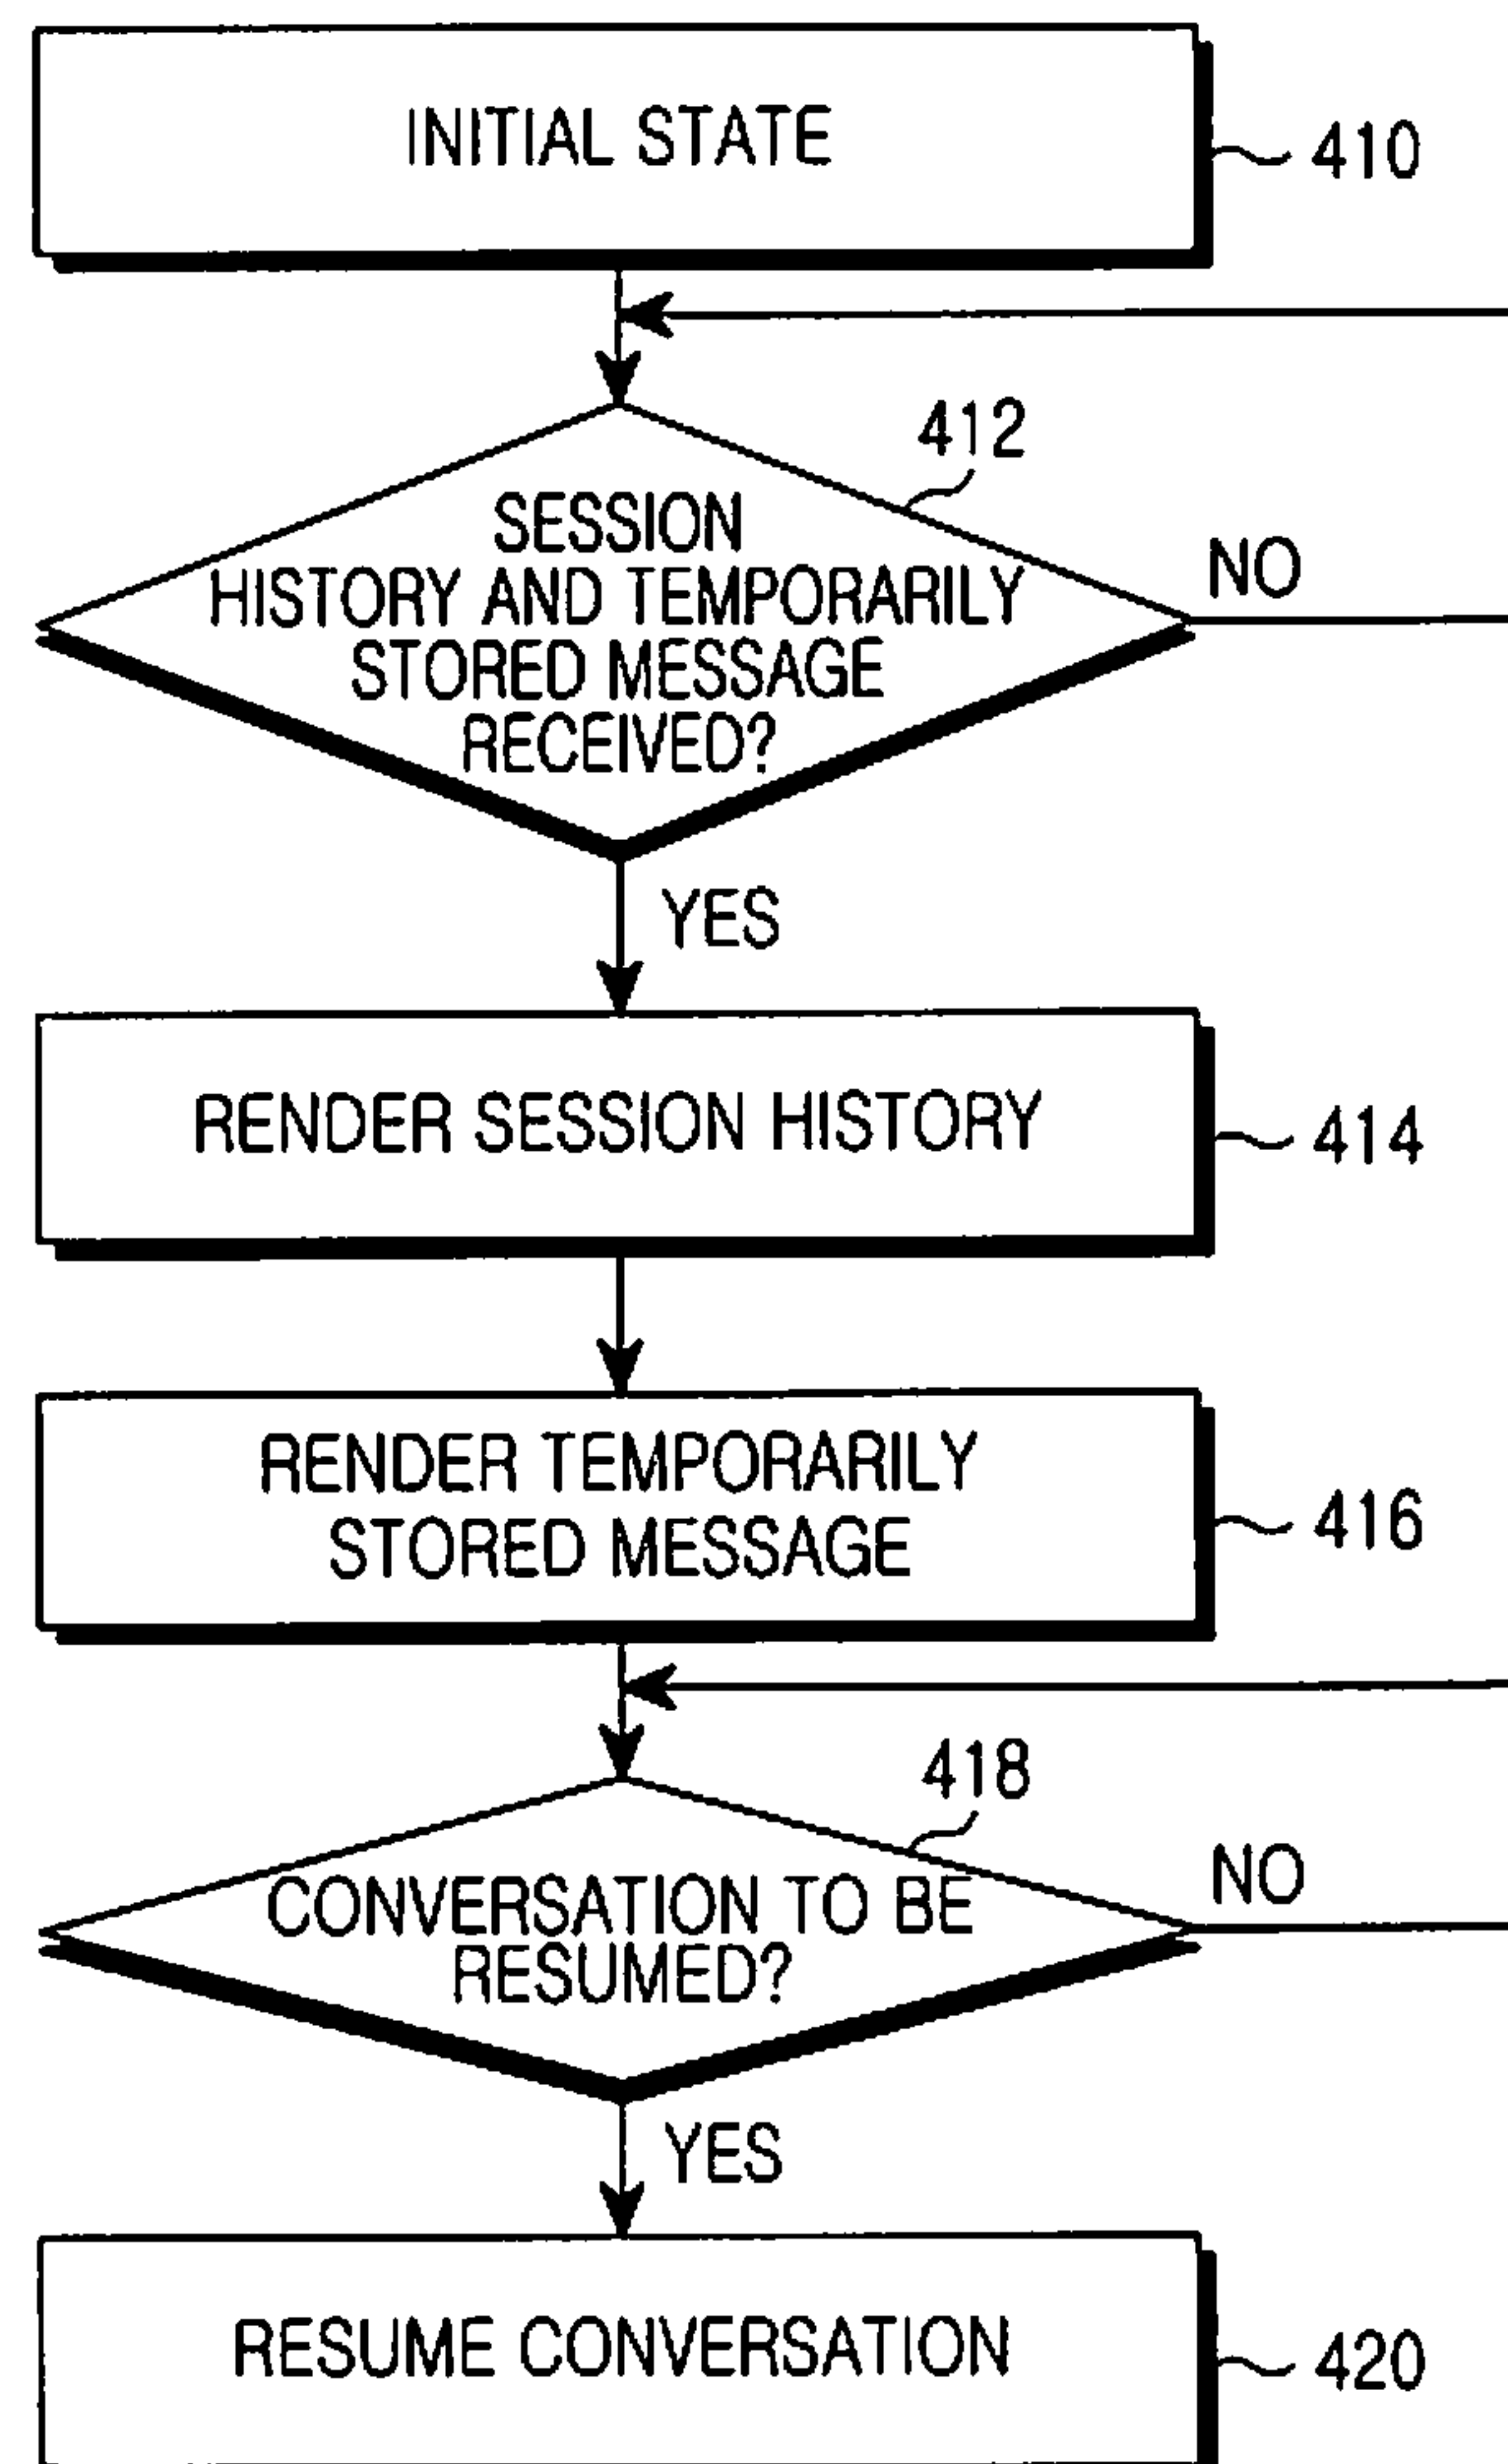 INITIAL STATE
410
412
SESSION
HISTORY AND TEMPORARILY
STORED MESSAGE
RECEIVED?
NO
YES
RENDER SESSION HISTORY
414
RENDER TEMPORARILY
STORED MESSAGE
416
418
CONVERSATION TO BE
RESUMED?
NO
YES
RESUME CONVERSATION
420